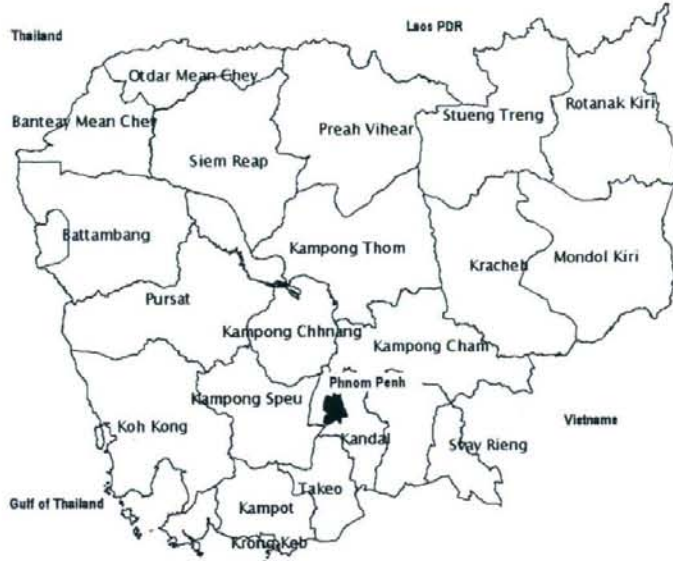 Thailand
Laos PDR
Otdar Mean Chey
Banteay Mean Chey
Siem Reap
Preah Vihear
Stueng Treng
Rotanak Kiri
Battambang
Kampong Thom
Kracheh
Mondol Kiri
Pursat
Kampong Chhnang
Kampong Cham
Phnom Penh
Kampong Speu
Koh Kong
Kandal
Svay Rieng
Vietname
Takeo
Gulf of Thailand
Kampot
Krong Keb